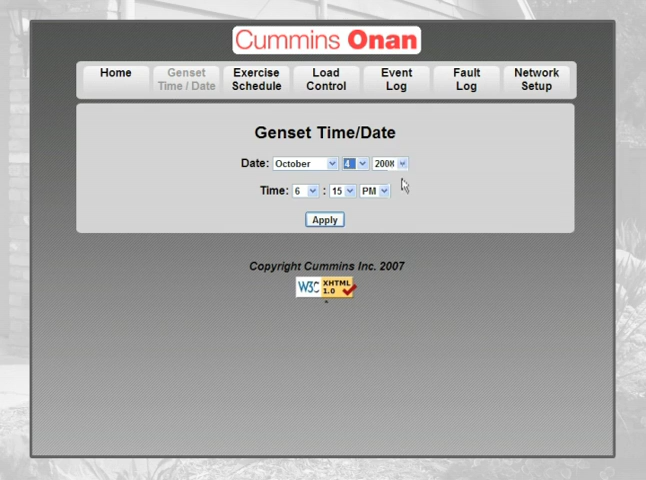 Cummins Onan
Home
Genset Time / Date
Exercise Schedule
Load Control
Event Log
Fault Log
Network Setup
Genset Time/Date
Date: October 4 2008
Time: 6 : 15 PM
Apply
Copyright Cummins Inc. 2007
W3C XHTML 1.0